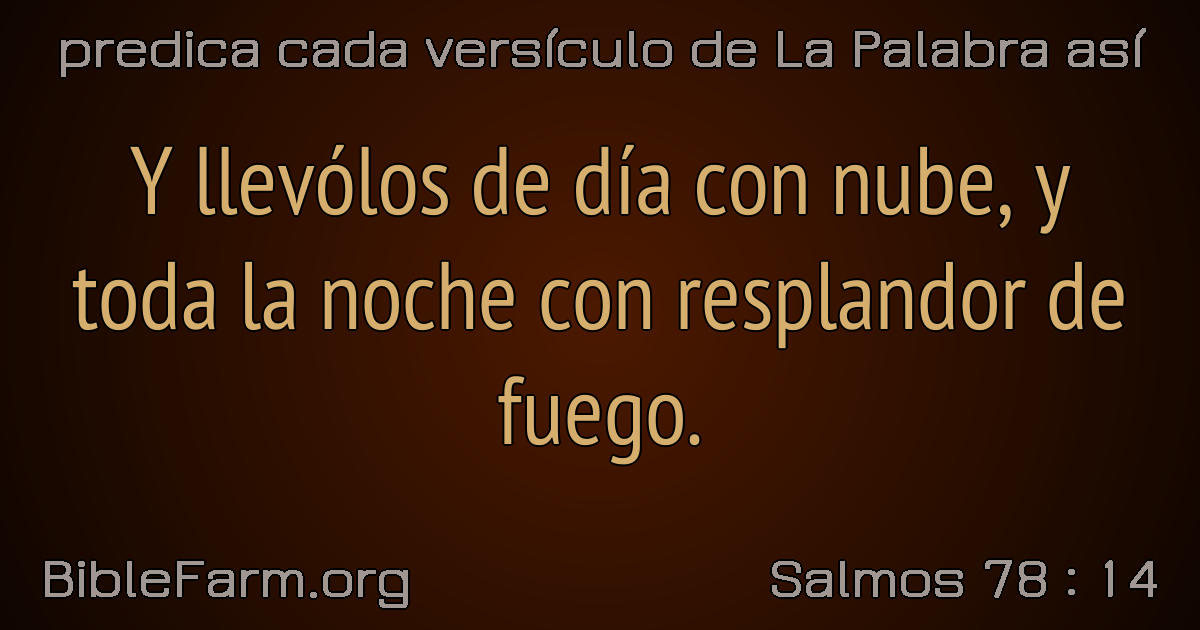 predica cada versículo de La Palabra así
Y llevólos de día con nube, y
toda la noche con resplandor de
fuego.
BibleFarm.org
Salmos 78 : 14